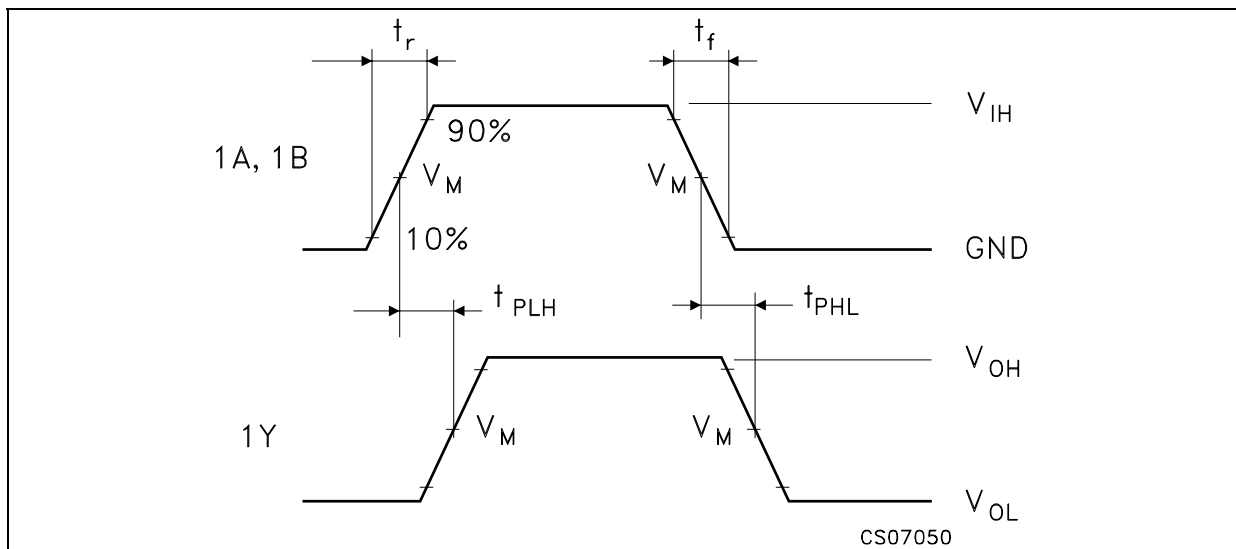 tr tf
VIH
90%
1A, 1B VM VM
10% GND
tPLH tPHL
VOH
1Y VM VM
VOL
CS07050